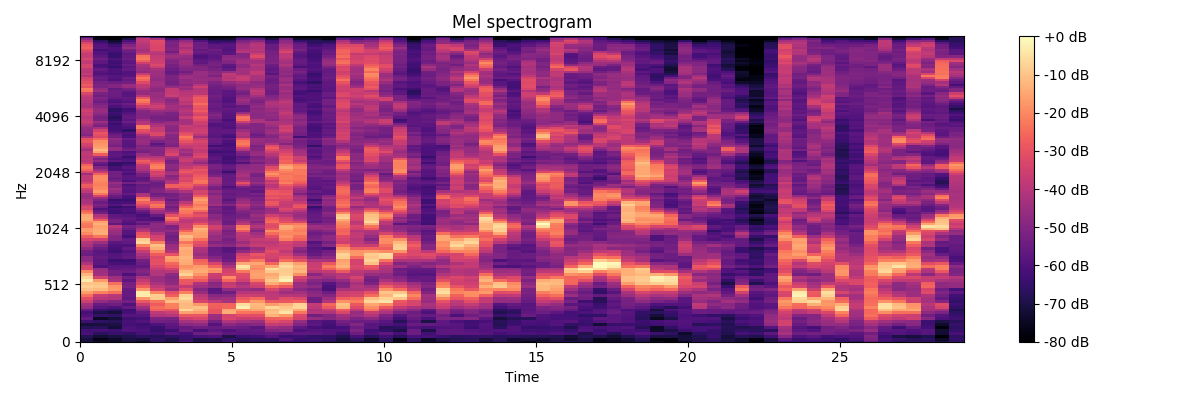 Mel spectrogram
8192
4096
2048
1024
512
0
Hz
0 5 10 15 20 25
Time
+0 dB
-10 dB
-20 dB
-30 dB
-40 dB
-50 dB
-60 dB
-70 dB
-80 dB